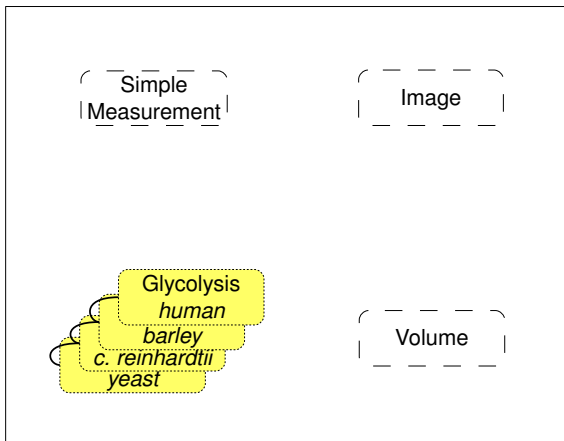 Simple
Measurement
Image
Glycolysis
human
barley
c. reinhardtii
yeast
Volume